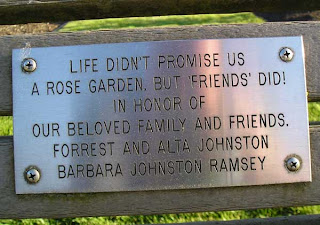 LIFE DIDN'T PROMISE US
A ROSE GARDEN, BUT 'FRIENDS' DID!
IN HONOR OF
OUR BELOVED FAMILY AND FRIENDS.
FORREST AND ALTA JOHNSTON
BARBARA JOHNSTON RAMSEY